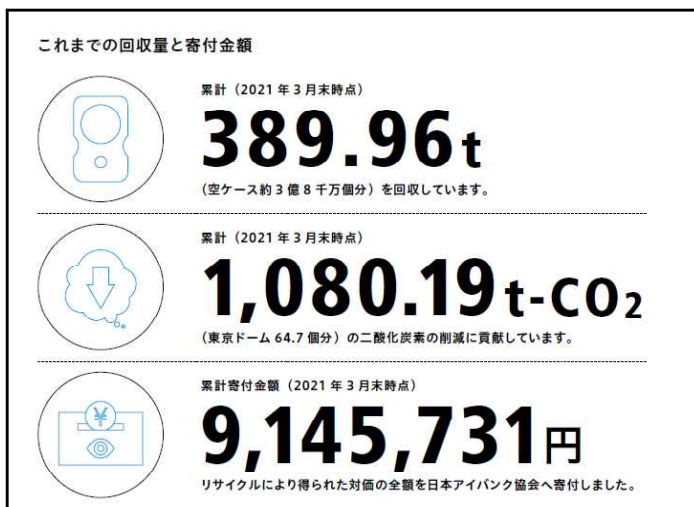 これまでの回収量と寄付金額
累計（2021年3月末時点）
389.96t
（空ケース約3億8千万個分）を回収しています。
累計（2021年3月末時点）
1,080.19t-CO2
（東京ドーム64.7個分）の二酸化炭素の削減に貢献しています。
累計寄付金額（2021年3月末時点）
¥
9,145,731円
リサイクルにより得られた対価の全額を日本アイバンク協会へ寄付しました。